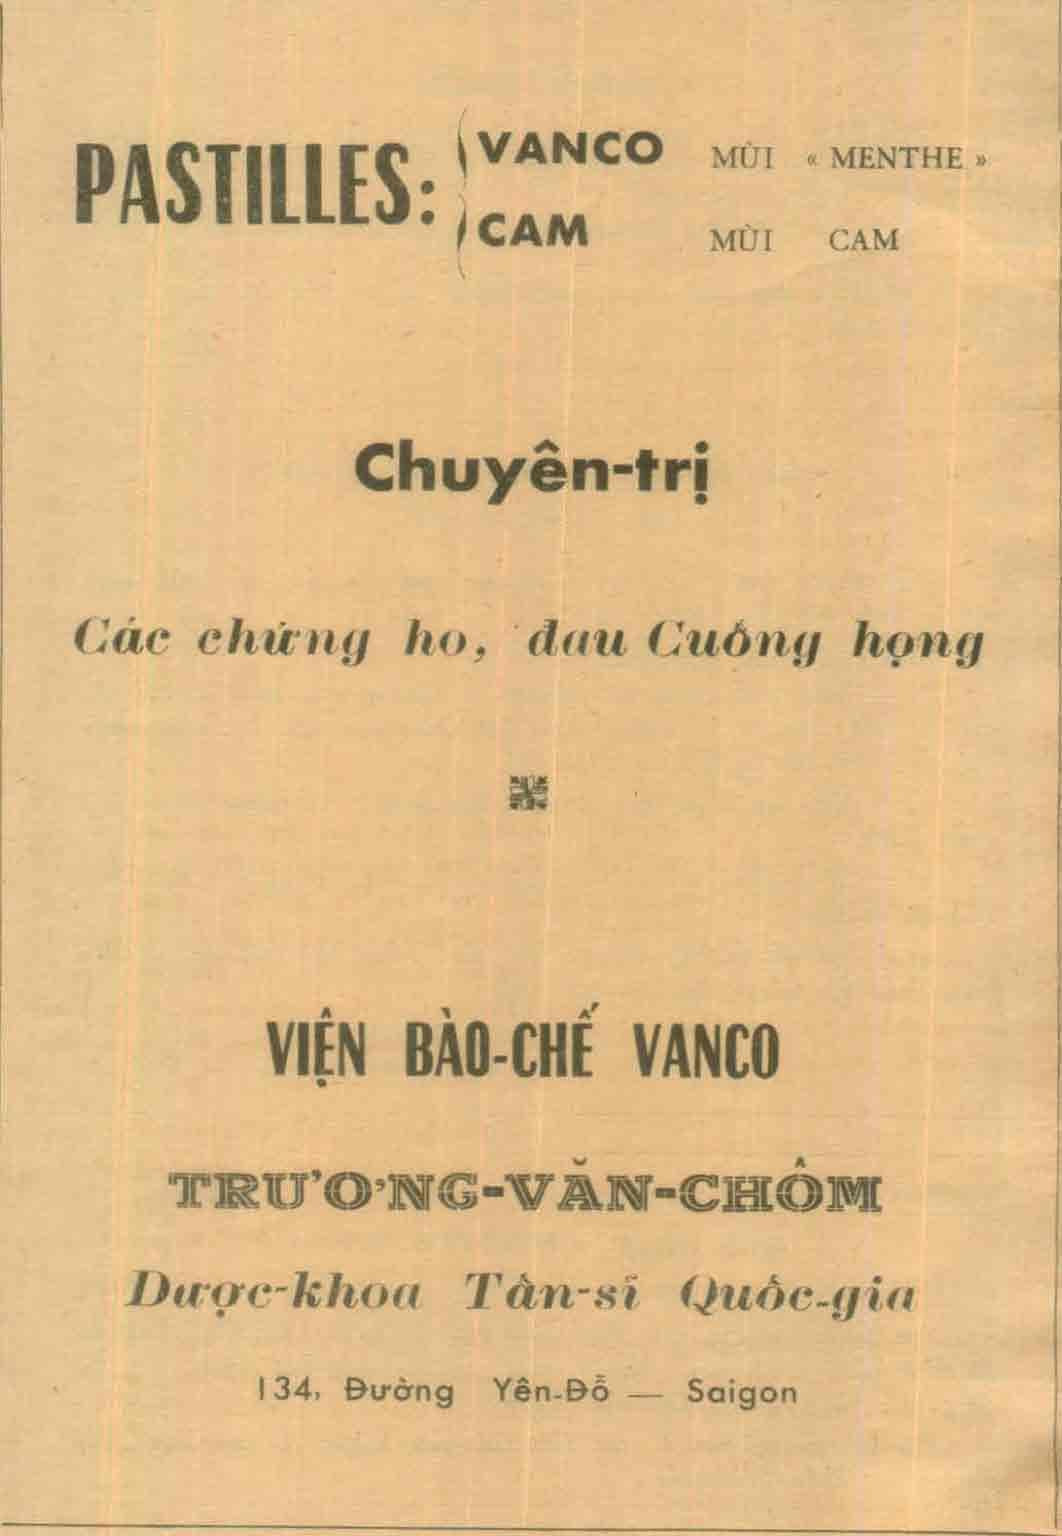 PASTILLES: VANCO MÙI « MENTHE »
CAM MÙI CAM
Chuyên-trị
Các chứng ho, đau Cuống họng
VIỆN BÀO-CHẾ VANCO
TRƯƠNG-VĂN-CHÔM
Dược-khoa Tấn-sĩ Quốc-gia
134, Đường Yên-Đỗ — Saigon